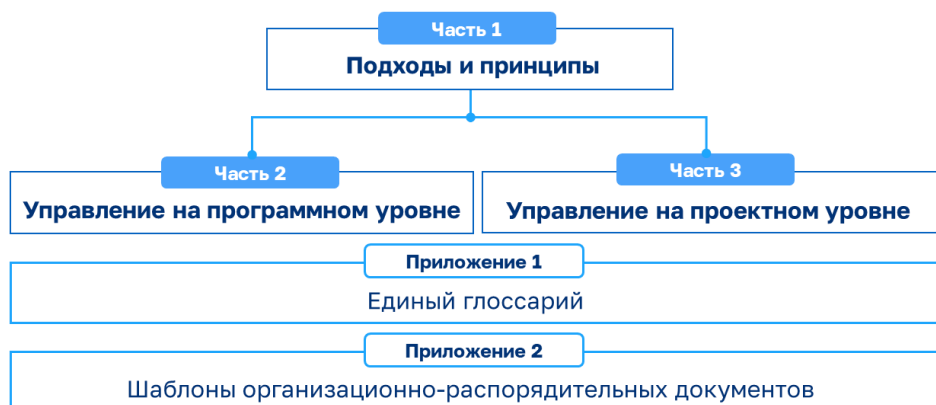 Часть 1
Подходы и принципы
Часть 2
Управление на программном уровне
Часть 3
Управление на проектном уровне
Приложение 1
Единый глоссарий
Приложение 2
Шаблоны организационно-распорядительных документов